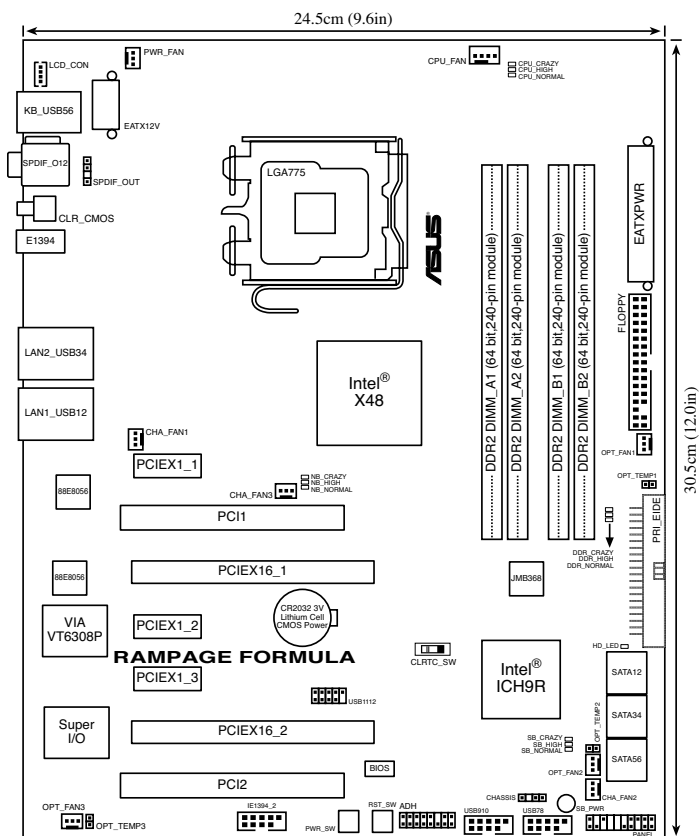 24.5cm (9.6in)
PWR_FAN
LCD_CON
CPU_FAN
CPU_CRAZY
CPU_HIGH
CPU_NORMAL
KB_USB56
EATX12V
SPDIF_O12
SPDIF_OUT
LGA775
CLR_CMOS
E1394
ASUS
DDR2 DIMM_A1 (64 bit,240-pin module)
DDR2 DIMM_A2 (64 bit,240-pin module)
DDR2 DIMM_B1 (64 bit,240-pin module)
DDR2 DIMM_B2 (64 bit,240-pin module)
EATXPWR
FLOPPY
30.5cm (12.0in)
LAN2_USB34
Intel®
X48
LAN1_USB12
CHA_FAN1
OPT_FAN1
PCIEX1_1
NB_CRAZY
NB_HIGH
NB_NORMAL
CHA_FAN3
OPT_TEMP1
88E8056
PCI1
PRI_EIDE
DDR_CRAZY
DDR_HIGH
DDR_NORMAL
88E8056
PCIEX16_1
JMB368
CR2032 3V
Lithium Cell
CMOS Power
VIA
VT6308P
PCIEX1_2
RAMPAGE FORMULA
CLRTC_SW
HD_LED
Intel®
ICH9R
SATA12
PCIEX1_3
USB1112
Super
I/O
PCIEX16_2
SATA34
OPT_TEMP2
SB_CRAZY
SB_HIGH
SB_NORMAL
SATA56
BIOS
OPT_FAN2
PCI2
CHASSIS
CHA_FAN2
OPT_FAN3
OPT_TEMP3
IE1394_2
PWR_SW
RST_SW
ADH
USB910
USB78
SB_PWR
PANEL